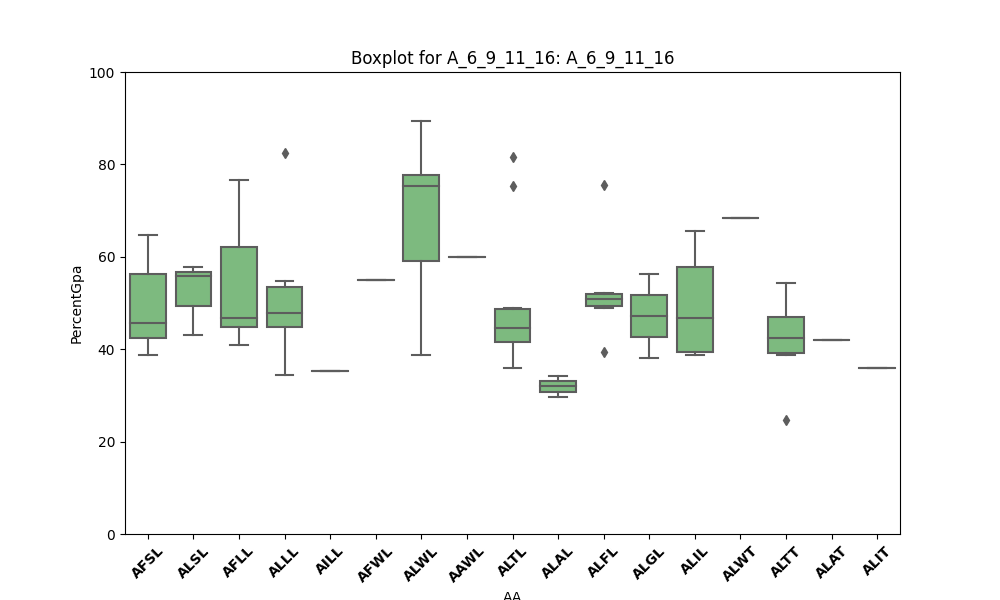 Boxplot for A_6_9_11_16: A_6_9_11_16
100
80
60
40
20
0
PercentGpa
AFSL ALSL AFLL ALLL AILL AFWL ALWL AAWL ALTL ALAL ALFL ALGL ALIL ALWT ALTT ALAT ALIT
AA